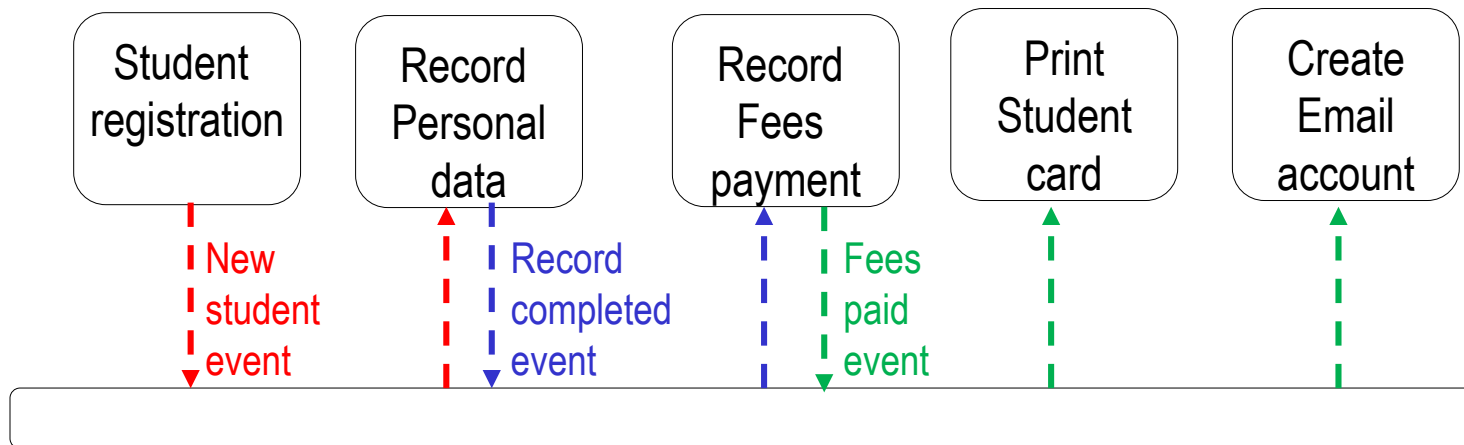 Student
registration
Record
Personal
data
Record
Fees
payment
Print
Student
card
Create
Email
account
New
student
event
Record
completed
event
Fees
paid
event